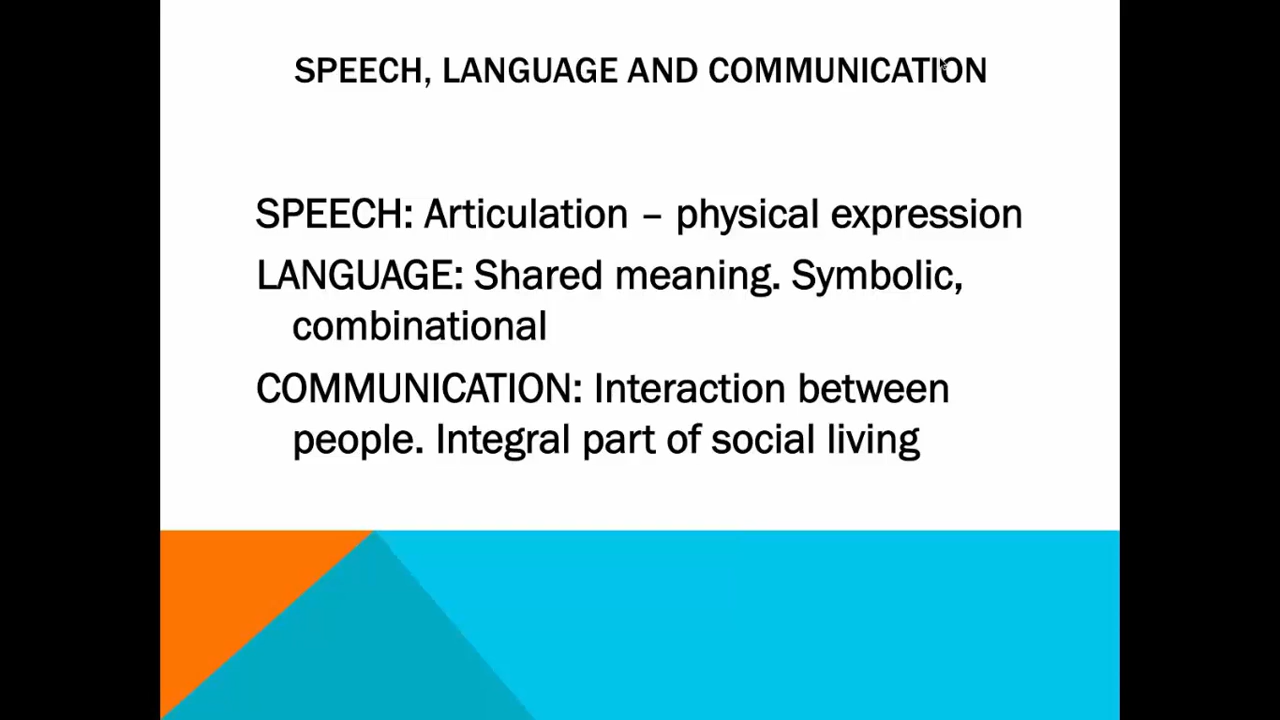 SPEECH, LANGUAGE AND COMMUNICATION
SPEECH: Articulation – physical expression
LANGUAGE: Shared meaning. Symbolic,
combinational
COMMUNICATION: Interaction between
people. Integral part of social living